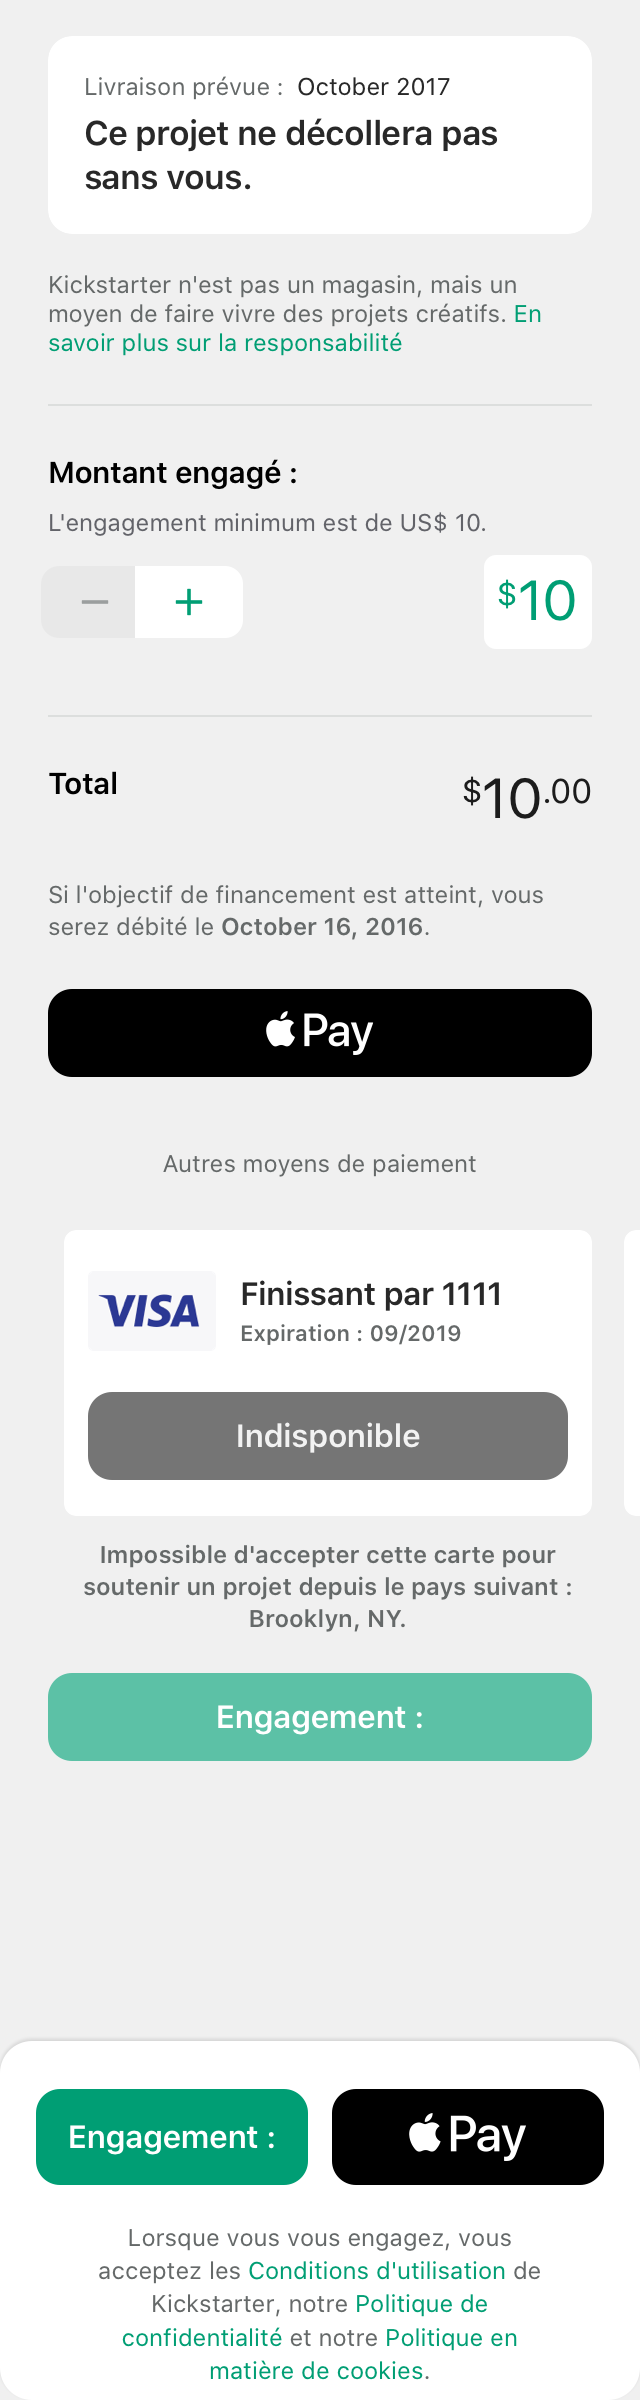 Livraison prévue : October 2017
Ce projet ne décollera pas
sans vous.
Kickstarter n'est pas un magasin, mais un
moyen de faire vivre des projets créatifs. En
savoir plus sur la responsabilité
Montant engagé :
L'engagement minimum est de US$ 10.
− +
$10
Total
$10.00
Si l'objectif de financement est atteint, vous
serez débité le October 16, 2016.
Pay
Autres moyens de paiement
VISA
Finissant par 1111
Expiration : 09/2019
Indisponible
Impossible d'accepter cette carte pour
soutenir un projet depuis le pays suivant :
Brooklyn, NY.
Engagement :
Engagement :
Pay
Lorsque vous vous engagez, vous
acceptez les Conditions d'utilisation de
Kickstarter, notre Politique de
confidentialité et notre Politique en
matière de cookies.